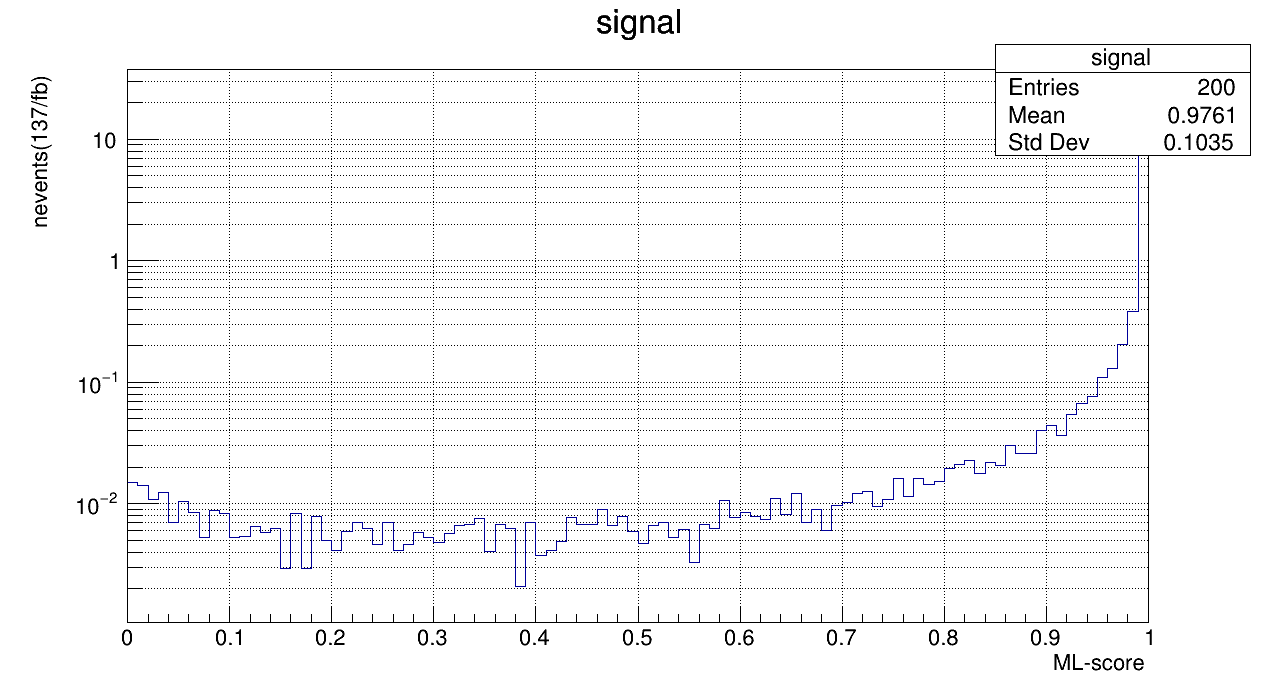 signal
signal
Entries 200
Mean 0.9761
Std Dev 0.1035
nevents(137/fb)
10
1
10⁻¹
10⁻²
0 0.1 0.2 0.3 0.4 0.5 0.6 0.7 0.8 0.9 1
ML-score